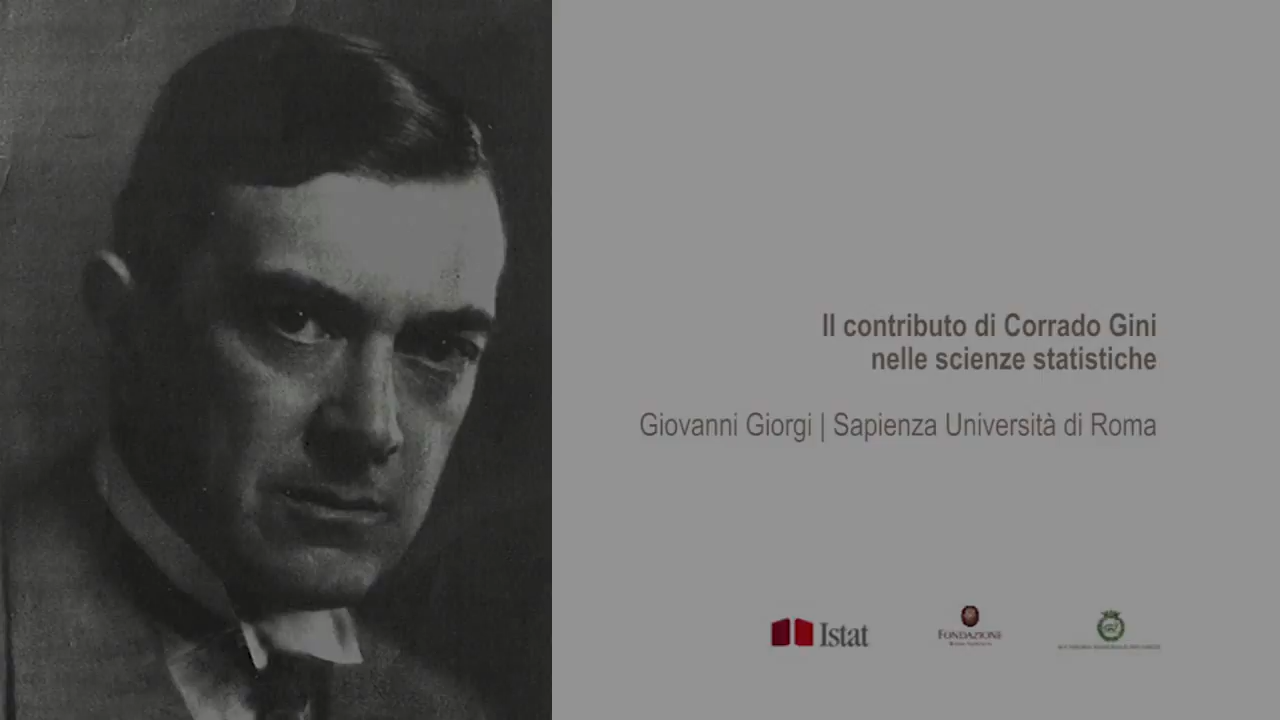 Il contributo di Corrado Gini
nelle scienze statistiche
Giovanni Giorgi | Sapienza Università di Roma
Istat
FONDAZIONE